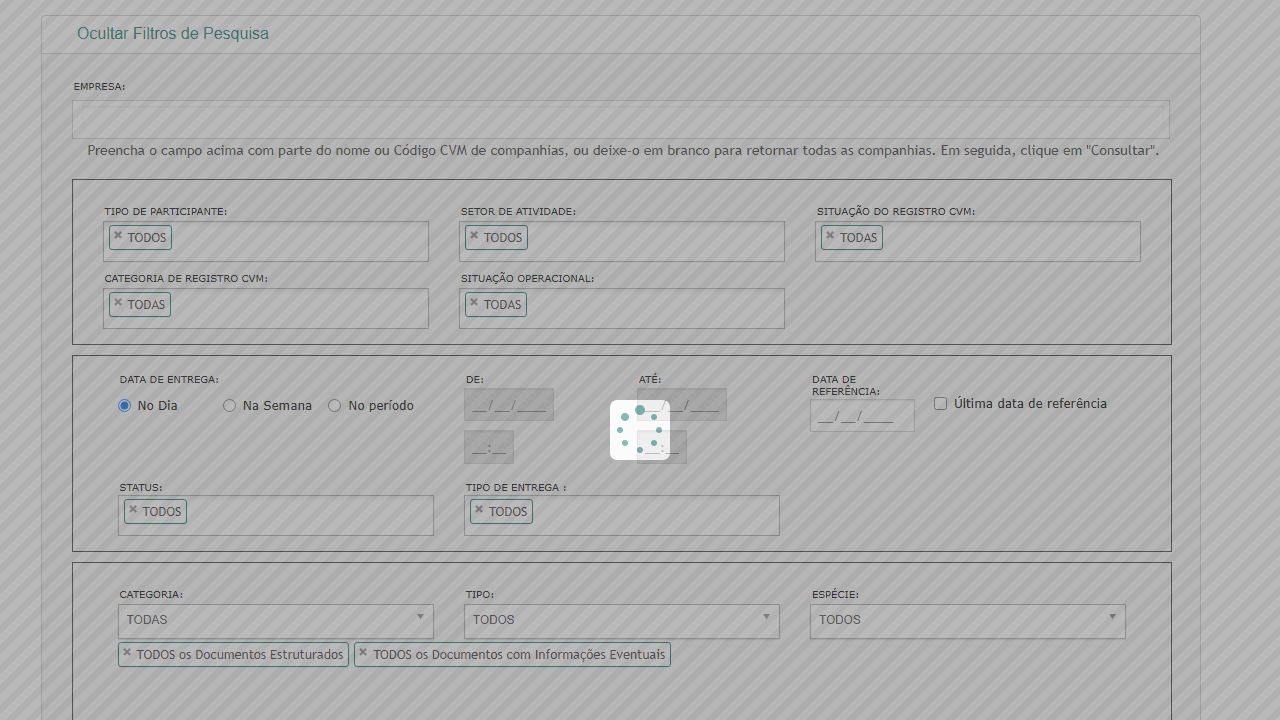 Ocultar Filtros de Pesquisa
EMPRESA:
Preencha o campo acima com parte do nome ou Código CVM de companhias, ou deixe-o em branco para retornar todas as companhias. Em seguida, clique em "Consultar".
TIPO DE PARTICIPANTE: SETOR DE ATIVIDADE: SITUAÇÃO DO REGISTRO CVM:
× TODOS × TODOS × TODAS
CATEGORIA DE REGISTRO CVM: SITUAÇÃO OPERACIONAL:
× TODAS × TODAS
DATA DE ENTREGA: DE: ATÉ: DATA DE REFERÊNCIA:
No Dia Na Semana No período __/__/____ __/__/____ __/__/____ Última data de referência
__:__ __:__
STATUS: TIPO DE ENTREGA :
× TODOS × TODOS
CATEGORIA: TIPO: ESPÉCIE:
TODAS TODOS TODOS
× TODOS os Documentos Estruturados × TODOS os Documentos com Informações Eventuais